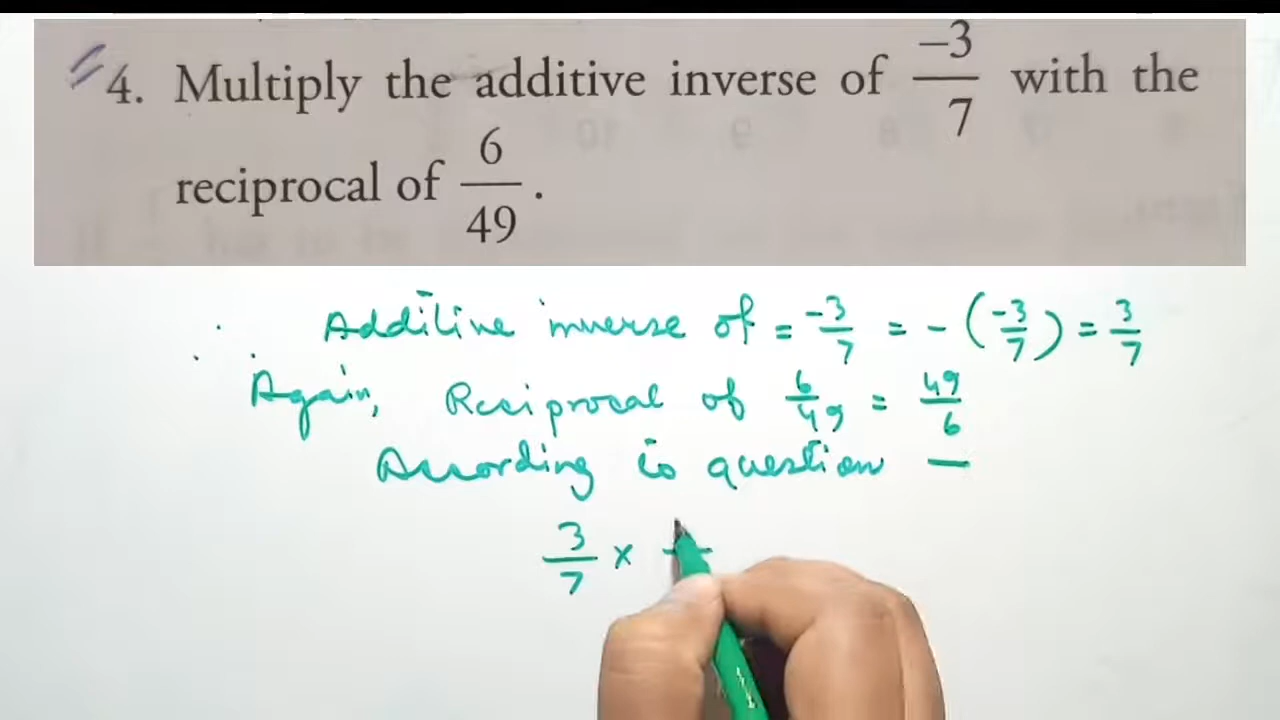 4. Multiply the additive inverse of -3/7 with the
reciprocal of 6/49.
Additive inverse of = -3/7 = -(-3/7) = 3/7
Again, Reciprocal of 6/49 = 49/6
According to question —
3/7 ×